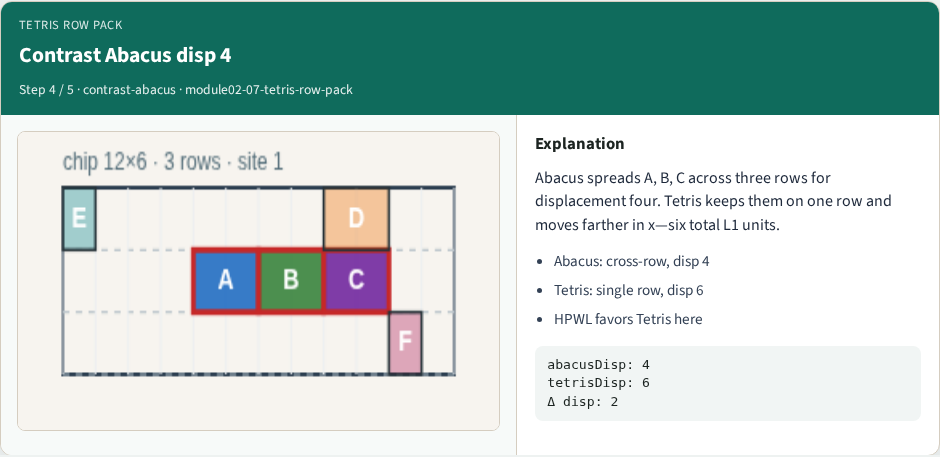 TETRIS ROW PACK
Contrast Abacus disp 4
Step 4 / 5 · contrast-abacus · module02-07-tetris-row-pack
chip 12×6 · 3 rows · site 1
E
D
A
B
C
F
Explanation
Abacus spreads A, B, C across three rows for
displacement four. Tetris keeps them on one row and
moves farther in x—six total L1 units.
• Abacus: cross-row, disp 4
• Tetris: single row, disp 6
• HPWL favors Tetris here
abacusDisp: 4
tetrisDisp: 6
Δ disp: 2